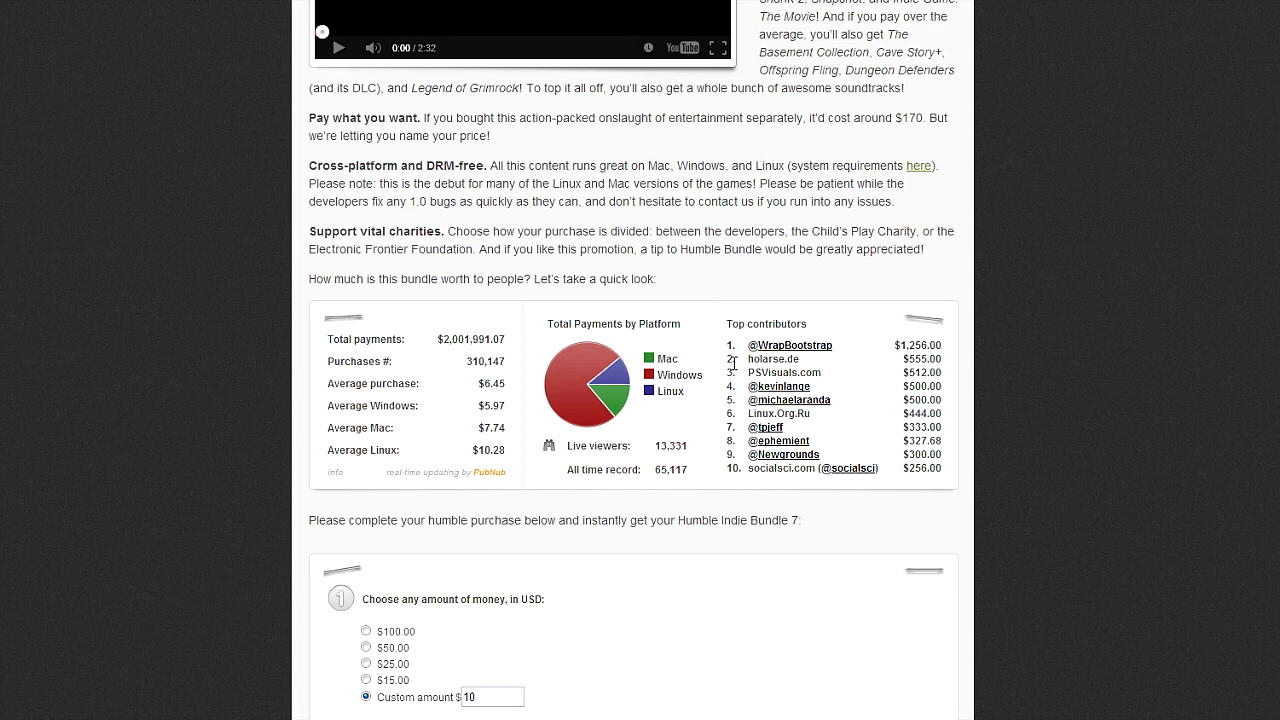 Shank 2, Snapshot, and Indie Game:
The Movie! And if you pay over the
average, you'll also get The
Basement Collection, Cave Story+,
Offspring Fling, Dungeon Defenders
0:00 / 2:32
YouTube
(and its DLC), and Legend of Grimrock! To top it all off, you'll also get a whole bunch of awesome soundtracks!
Pay what you want. If you bought this action-packed onslaught of entertainment separately, it'd cost around $170. But
we're letting you name your price!
Cross-platform and DRM-free. All this content runs great on Mac, Windows, and Linux (system requirements here).
Please note: this is the debut for many of the Linux and Mac versions of the games! Please be patient while the
developers fix any 1.0 bugs as quickly as they can, and don't hesitate to contact us if you run into any issues.
Support vital charities. Choose how your purchase is divided: between the developers, the Child's Play Charity, or the
Electronic Frontier Foundation. And if you like this promotion, a tip to Humble Bundle would be greatly appreciated!
How much is this bundle worth to people? Let's take a quick look:
Total payments: $2,001,991.07
Purchases #: 310,147
Average purchase: $6.45
Average Windows: $5.97
Average Mac: $7.74
Average Linux: $10.28
info real-time updating by PubNub
Total Payments by Platform
Mac
Windows
Linux
Live viewers: 13,331
All time record: 65,117
Top contributors
1. @WrapBootstrap $1,256.00
2. holarse.de $555.00
3. PSVisuals.com $512.00
4. @kevinlange $500.00
5. @michaelaranda $500.00
6. Linux.Org.Ru $444.00
7. @tpjeff $333.00
8. @ephemient $327.68
9. @Newgrounds $300.00
10. socialsci.com (@socialsci) $256.00
Please complete your humble purchase below and instantly get your Humble Indie Bundle 7:
1 Choose any amount of money, in USD:
$100.00
$50.00
$25.00
$15.00
Custom amount $ 10